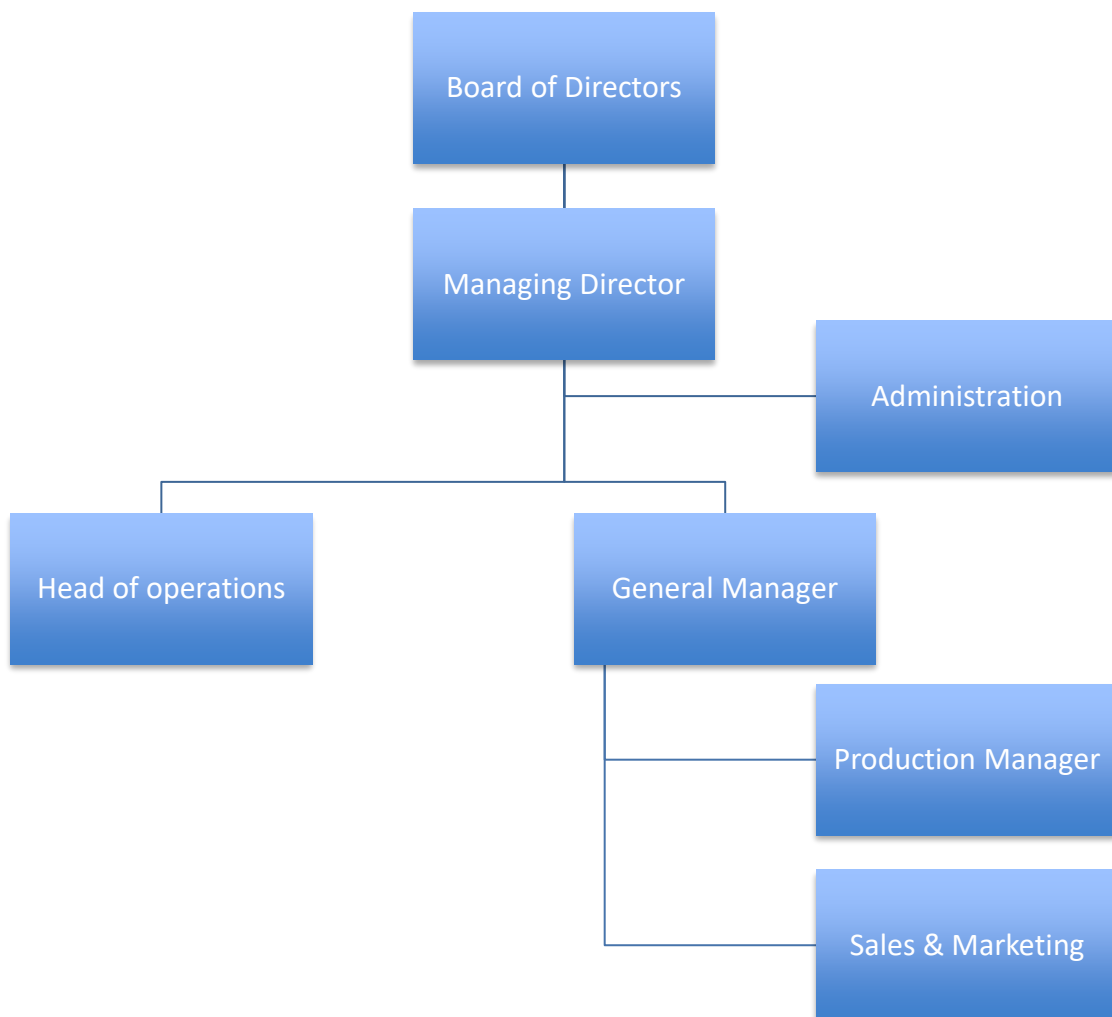 Board of Directors
Managing Director
Administration
Head of operations
General Manager
Production Manager
Sales & Marketing